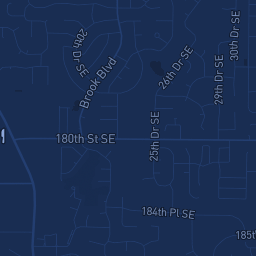 20th Dr SE
Brook Blvd
26th Dr SE
29th Dr SE
30th Dr SE
180th St SE
25th Dr SE
184th Pl SE
185t